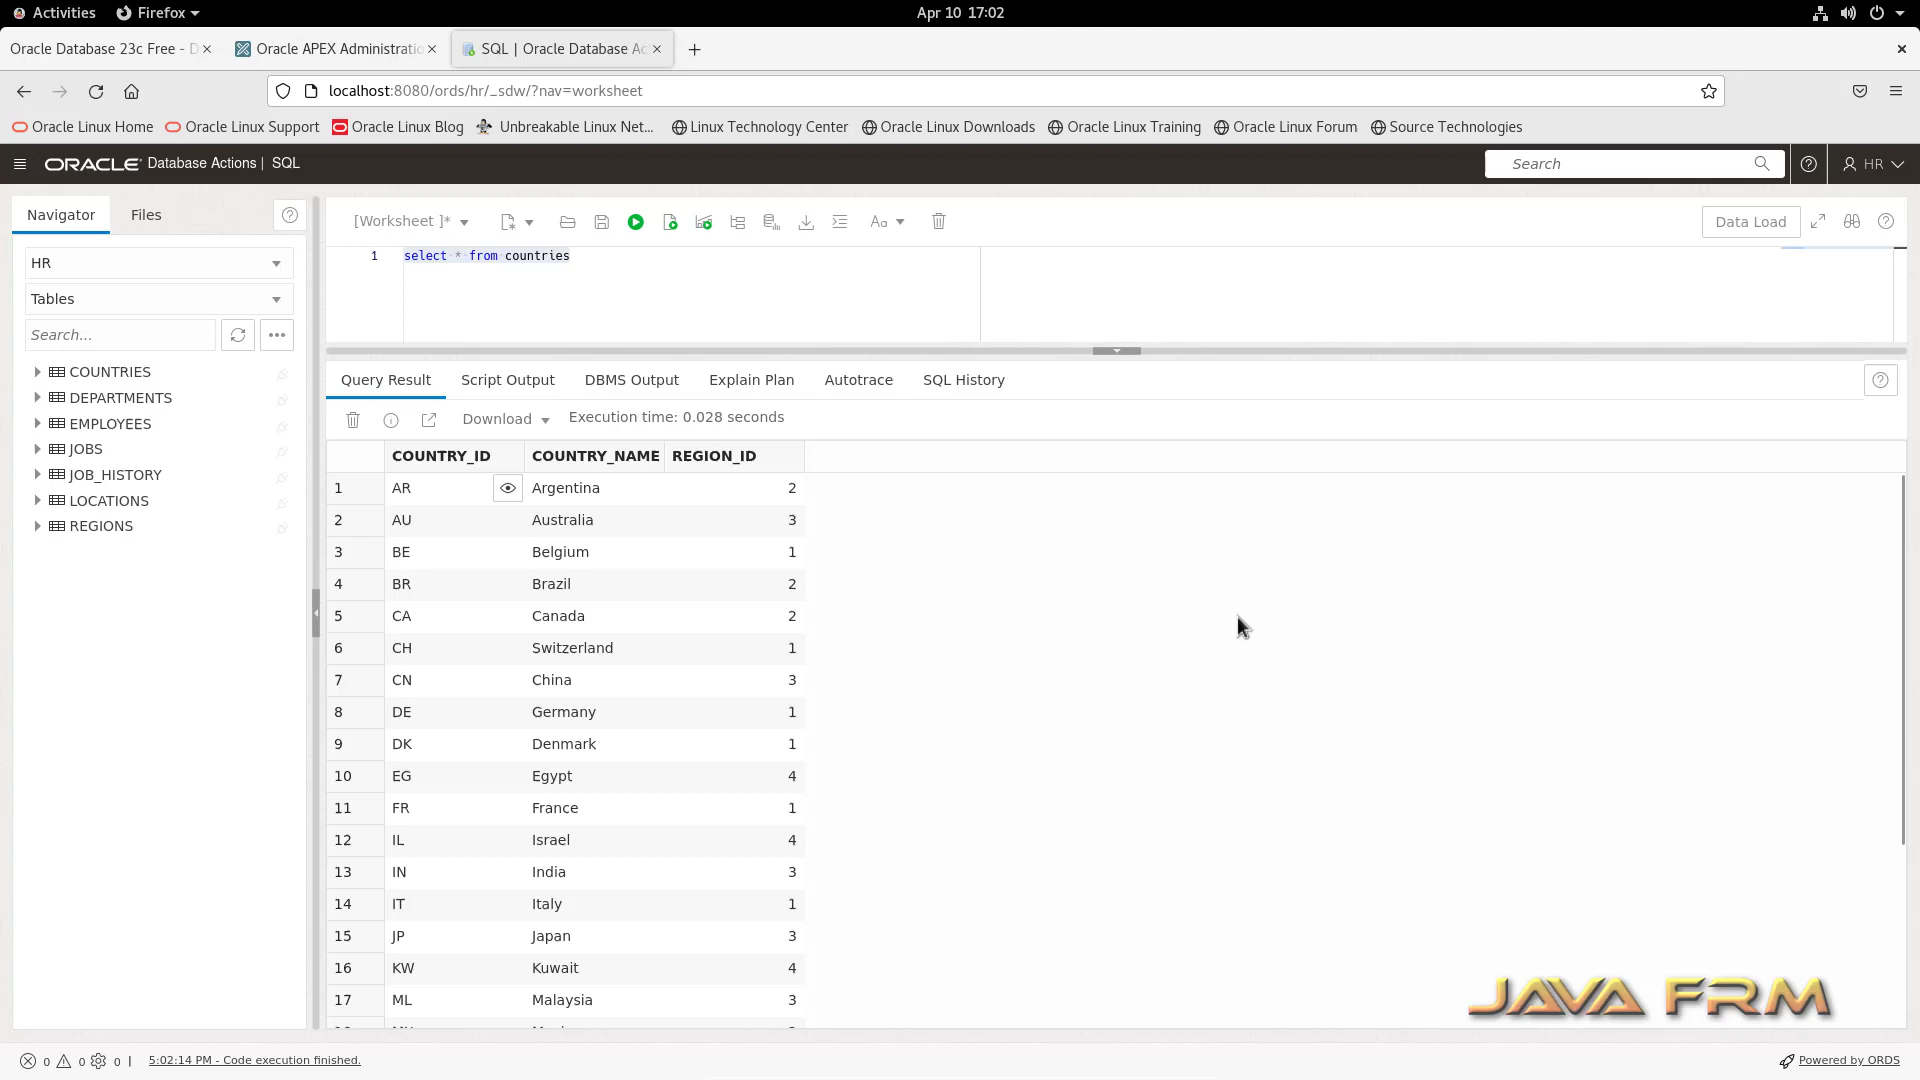 Activities Firefox Apr 10 17:02
Oracle Database 23c Free - D Oracle APEX Administratio SQL | Oracle Database Ac
localhost:8080/ords/hr/_sdw/?nav=worksheet
Oracle Linux Home Oracle Linux Support Oracle Linux Blog Unbreakable Linux Net... Linux Technology Center Oracle Linux Downloads Oracle Linux Training Oracle Linux Forum Source Technologies
ORACLE Database Actions | SQL Search HR
Navigator Files [Worksheet ]* Aa Data Load
HR
Tables
Search...
COUNTRIES
DEPARTMENTS
EMPLOYEES
JOBS
JOB_HISTORY
LOCATIONS
REGIONS
1 select * from countries
Query Result Script Output DBMS Output Explain Plan Autotrace SQL History
Download Execution time: 0.028 seconds
COUNTRY_ID COUNTRY_NAME REGION_ID
1 AR Argentina 2
2 AU Australia 3
3 BE Belgium 1
4 BR Brazil 2
5 CA Canada 2
6 CH Switzerland 1
7 CN China 3
8 DE Germany 1
9 DK Denmark 1
10 EG Egypt 4
11 FR France 1
12 IL Israel 4
13 IN India 3
14 IT Italy 1
15 JP Japan 3
16 KW Kuwait 4
17 ML Malaysia 3
JAVA FRM
0 0 0 | 5:02:14 PM - Code execution finished. Powered by ORDS